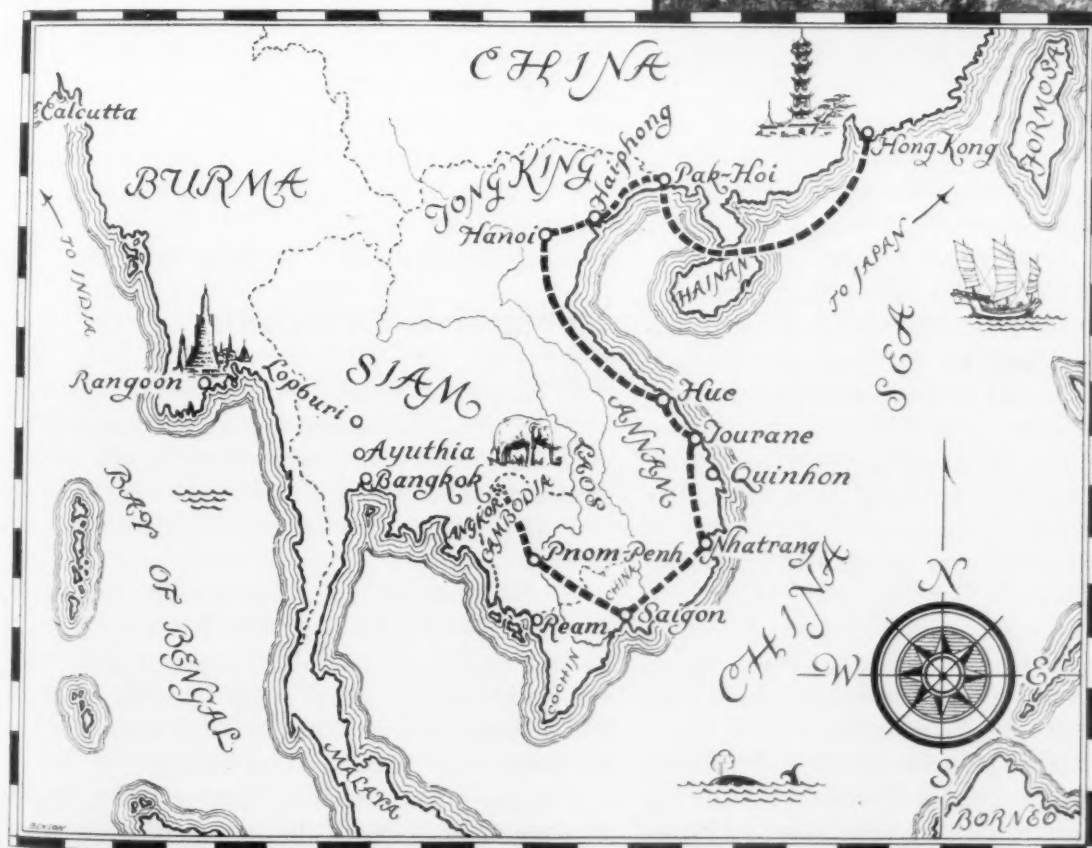 CHINA
Calcutta
BURMA
TONG KING
Haiphong
Pak-Hoi
Hong Kong
FORMOSA
Hanoi
TO INDIA
HAINAN
TO JAPAN
SEA
Rangoon
Lopburi
SIAM
Hue
ANNAM
Tourane
Ayuthia
Bangkok
LAOS
Quinhon
ANGKOR
CAMBODIA
BAY OF BENGAL
Pnom-Penh
Nhatrang
CHINA
Ream
Saigon
COCHIN
CHINA
N
W
E
S
MALAYA
BORNEO